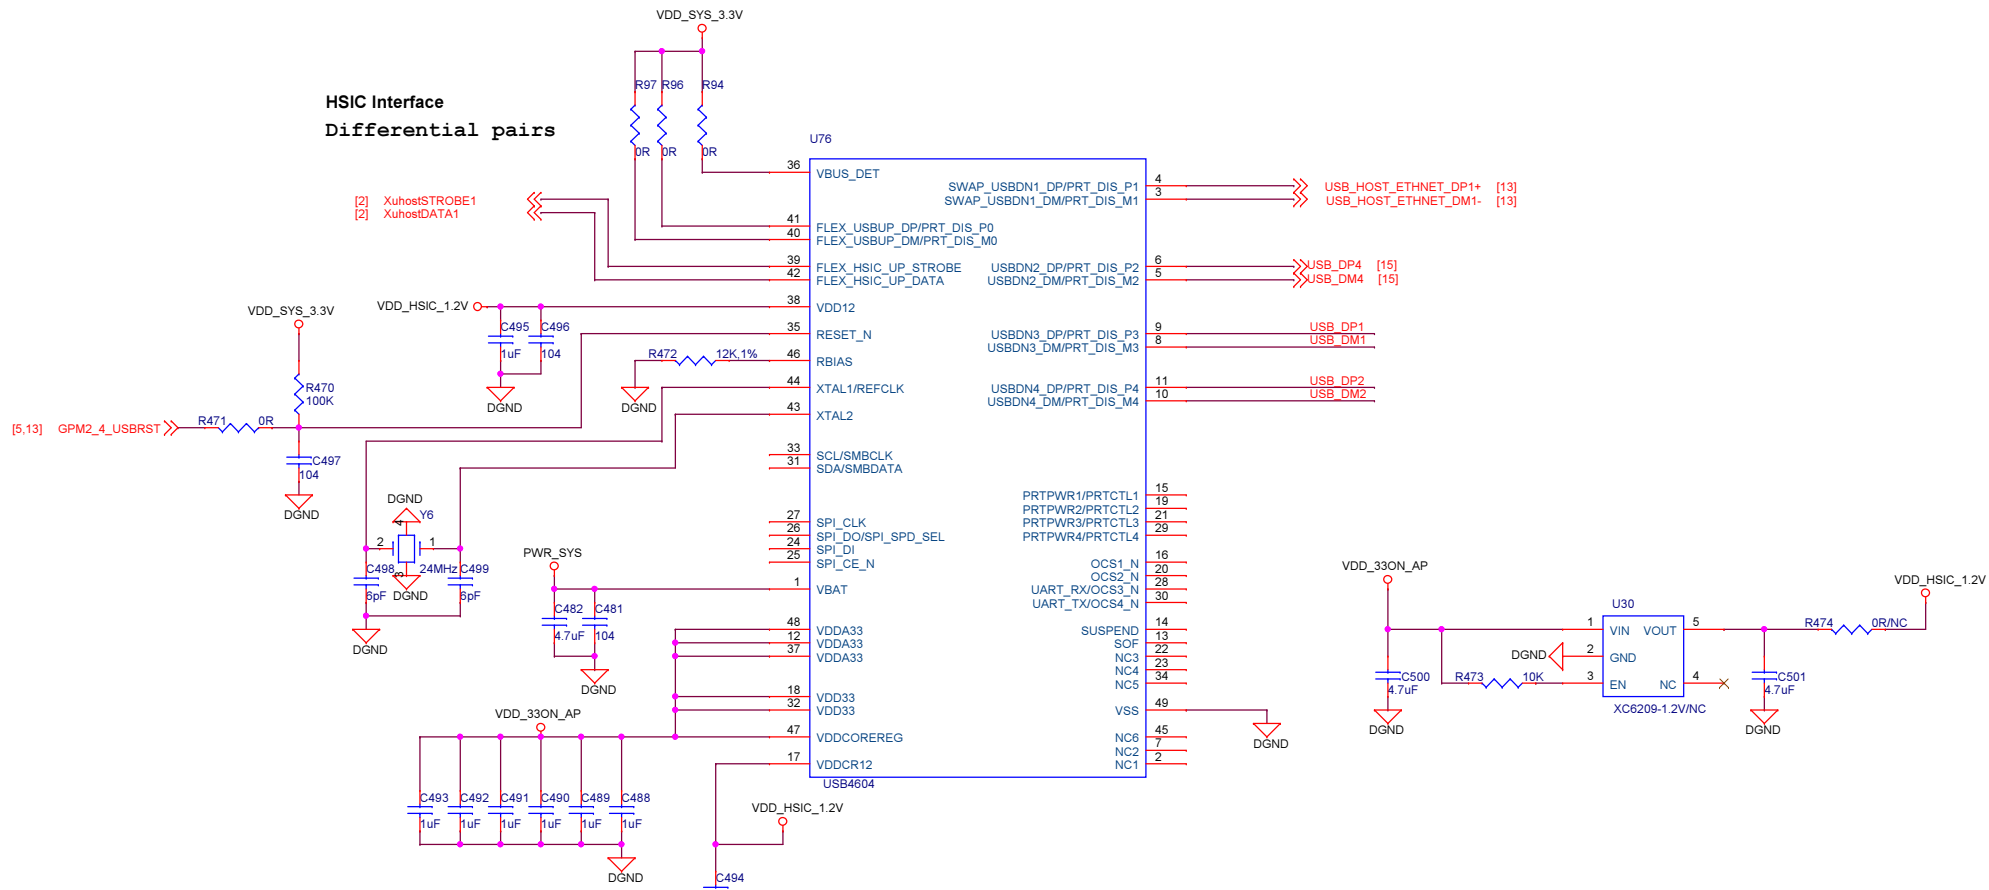 VDD_SYS_3.3V
R97 R96 R94
0R 0R 0R
HSIC Interface
Differential pairs
U76
36 VBUS_DET
[2] XuhostSTROBE1
[2] XuhostDATA1
41 FLEX_USBUP_DP/PRT_DIS_P0
40 FLEX_USBUP_DM/PRT_DIS_M0
39 FLEX_HSIC_UP_STROBE
42 FLEX_HSIC_UP_DATA
VDD_HSIC_1.2V
38 VDD12
C495 1uF
C496 104
DGND
35 RESET_N
R472 12K,1%
DGND
46 RBIAS
44 XTAL1/REFCLK
43 XTAL2
VDD_SYS_3.3V
R470
100K
[5,13] GPM2_4_USBRST
R471 0R
C497
104
DGND
33 SCL/SMBCLK
31 SDA/SMBDATA
DGND
4 Y6
2 1
3 24MHz
C498
6pF
C499
6pF
DGND
DGND
27 SPI_CLK
26 SPI_DO/SPI_SPD_SEL
24 SPI_DI
25 SPI_CE_N
PWR_SYS
1 VBAT
C482
4.7uF
C481
104
DGND
48 VDDA33
12 VDDA33
37 VDDA33
18 VDD33
32 VDD33
VDD_33ON_AP
47 VDDCOREREG
17 VDDCR12
USB4604
C493 C492 C491 C490 C489 C488
1uF 1uF 1uF 1uF 1uF 1uF
DGND
VDD_HSIC_1.2V
C494
SWAP_USBDN1_DP/PRT_DIS_P1 4 USB_HOST_ETHNET_DP1+ [13]
SWAP_USBDN1_DM/PRT_DIS_M1 3 USB_HOST_ETHNET_DM1- [13]
USBDN2_DP/PRT_DIS_P2 6 USB_DP4 [15]
USBDN2_DM/PRT_DIS_M2 5 USB_DM4 [15]
USBDN3_DP/PRT_DIS_P3 9 USB_DP1
USBDN3_DM/PRT_DIS_M3 8 USB_DM1
USBDN4_DP/PRT_DIS_P4 11 USB_DP2
USBDN4_DM/PRT_DIS_M4 10 USB_DM2
PRTPWR1/PRTCTL1 15
PRTPWR2/PRTCTL2 19
PRTPWR3/PRTCTL3 21
PRTPWR4/PRTCTL4 29
OCS1_N 16
OCS2_N 20
UART_RX/OCS3_N 28
UART_TX/OCS4_N 30
SUSPEND 14
SOF 13
NC3 22
NC4 23
NC5 34
VSS 49
DGND
NC6 45
NC2 7
NC1 2
VDD_33ON_AP
C500
4.7uF
DGND
R473 10K
DGND
U30
1 VIN VOUT 5
2 GND
3 EN NC 4
XC6209-1.2V/NC
R474 0R/NC
VDD_HSIC_1.2V
C501
4.7uF
DGND